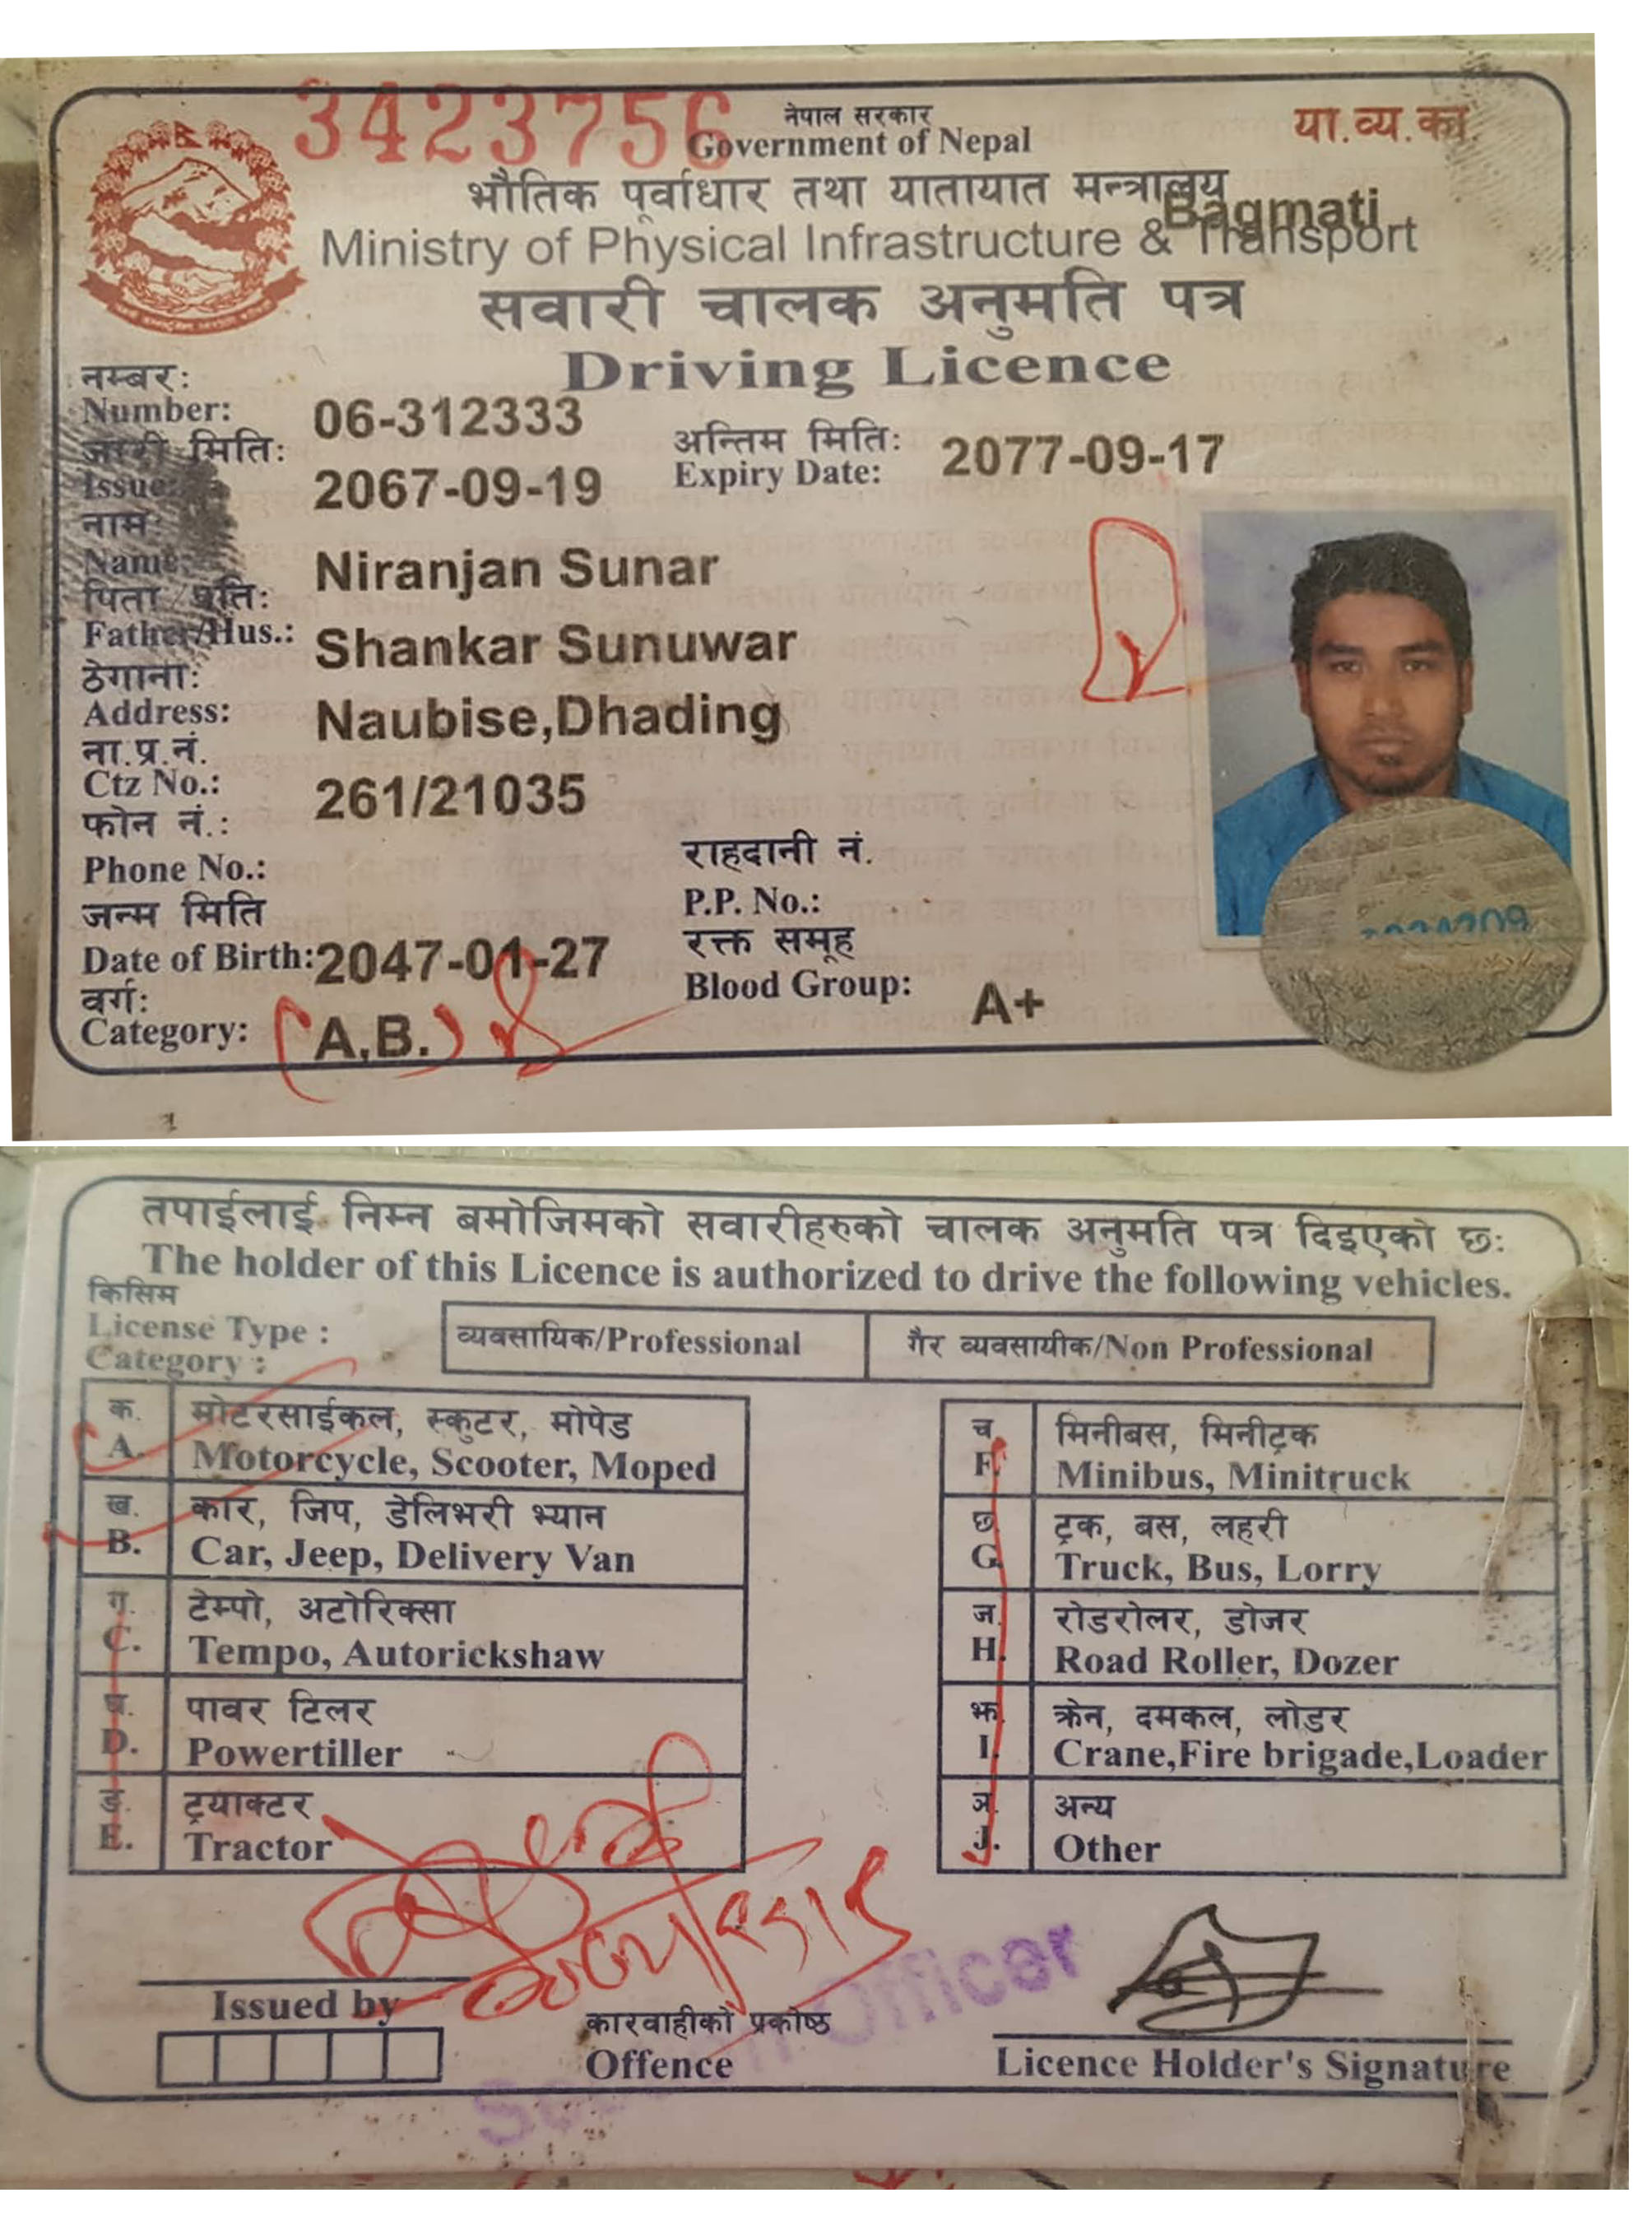 3423756
नेपाल सरकार
Government of Nepal
या.व्य.का.
भौतिक पूर्वाधार तथा यातायात मन्त्रालय
Bagmati
Ministry of Physical Infrastructure & Transport
सवारी चालक अनुमति पत्र
Driving Licence
नम्बर:
Number: 06-312333
जारी मिति: अन्तिम मिति:
Issue: 2067-09-19 Expiry Date: 2077-09-17
नाम:
Name: Niranjan Sunar
पिता/पति:
Father/Hus.: Shankar Sunuwar
ठेगाना:
Address: Naubise,Dhading
ना.प्र.नं.
Ctz No.: 261/21035
फोन नं.: राहदानी नं.
Phone No.: P.P. No.:
जन्म मिति रक्त समूह
Date of Birth: 2047-01-27 Blood Group: A+
वर्ग:
Category: (A,B.)
तपाईलाई निम्न बमोजिमको सवारीहरुको चालक अनुमति पत्र दिइएको छ:
The holder of this Licence is authorized to drive the following vehicles.
किसिम
License Type : व्यवसायिक/Professional गैर व्यवसायीक/Non Professional
Category :
क. मोटरसाईकल, स्कुटर, मोपेड
A. Motorcycle, Scooter, Moped
ख. कार, जिप, डेलिभरी भ्यान
B. Car, Jeep, Delivery Van
ग. टेम्पो, अटोरिक्सा
C. Tempo, Autorickshaw
घ. पावर टिलर
D. Powertiller
ङ. ट्रयाक्टर
E. Tractor
च. मिनीबस, मिनीट्रक
F. Minibus, Minitruck
छ. ट्रक, बस, लहरी
G. Truck, Bus, Lorry
ज. रोडरोलर, डोजर
H. Road Roller, Dozer
झ. क्रेन, दमकल, लोडर
I. Crane,Fire brigade,Loader
ञ. अन्य
J. Other
Officer
Issued by
कारवाहीको प्रकोष्ठ
Offence
Licence Holder's Signature